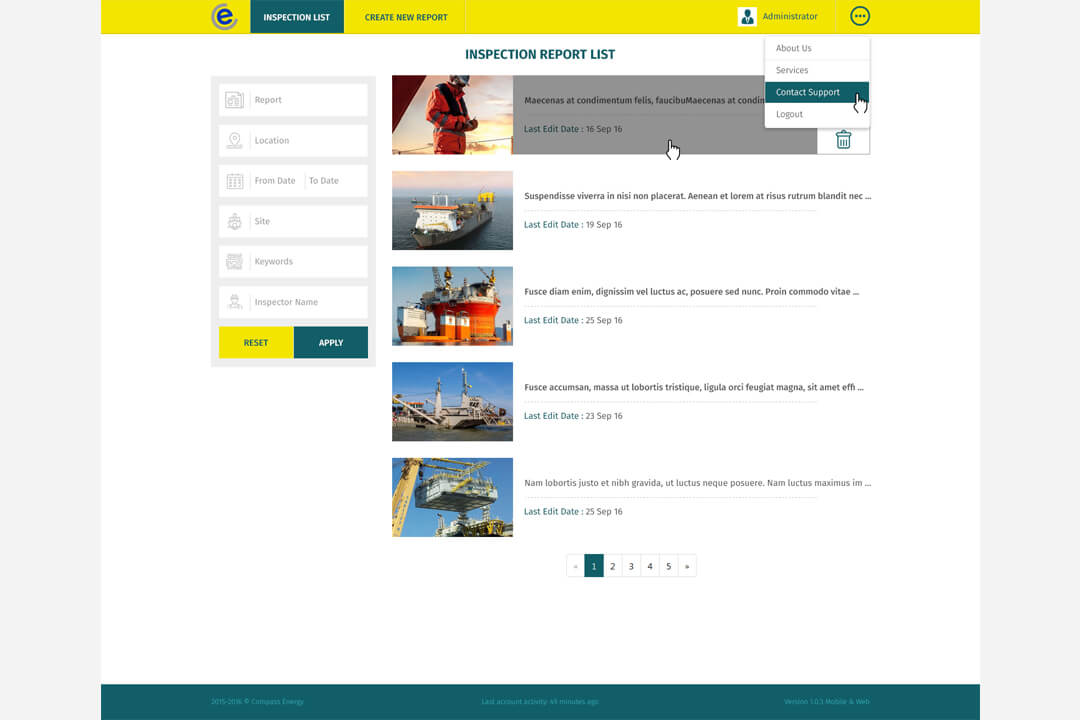 INSPECTION LIST
CREATE NEW REPORT
Administrator
About Us
Services
Contact Support
Logout
INSPECTION REPORT LIST
Report
Location
From Date
To Date
Site
Keywords
Inspector Name
RESET
APPLY
Maecenas at condimentum felis, faucibuMaecenas at condin
Last Edit Date : 16 Sep 16
Suspendisse viverra in nisi non placerat. Aenean et lorem at risus rutrum blandit nec ...
Last Edit Date : 19 Sep 16
Fusce diam enim, dignissim vel luctus ac, posuere sed nunc. Proin commodo vitae ...
Last Edit Date : 25 Sep 16
Fusce accumsan, massa ut lobortis tristique, ligula orci feugiat magna, sit amet effi ...
Last Edit Date : 23 Sep 16
Nam lobortis justo et nibh gravida, ut luctus neque posuere. Nam luctus maximus im ...
Last Edit Date : 25 Sep 16
« 1 2 3 4 5 »
2015-2016 © Compass Energy
Last account activity: 49 minutes ago
Version 1.0.3 Mobile & Web